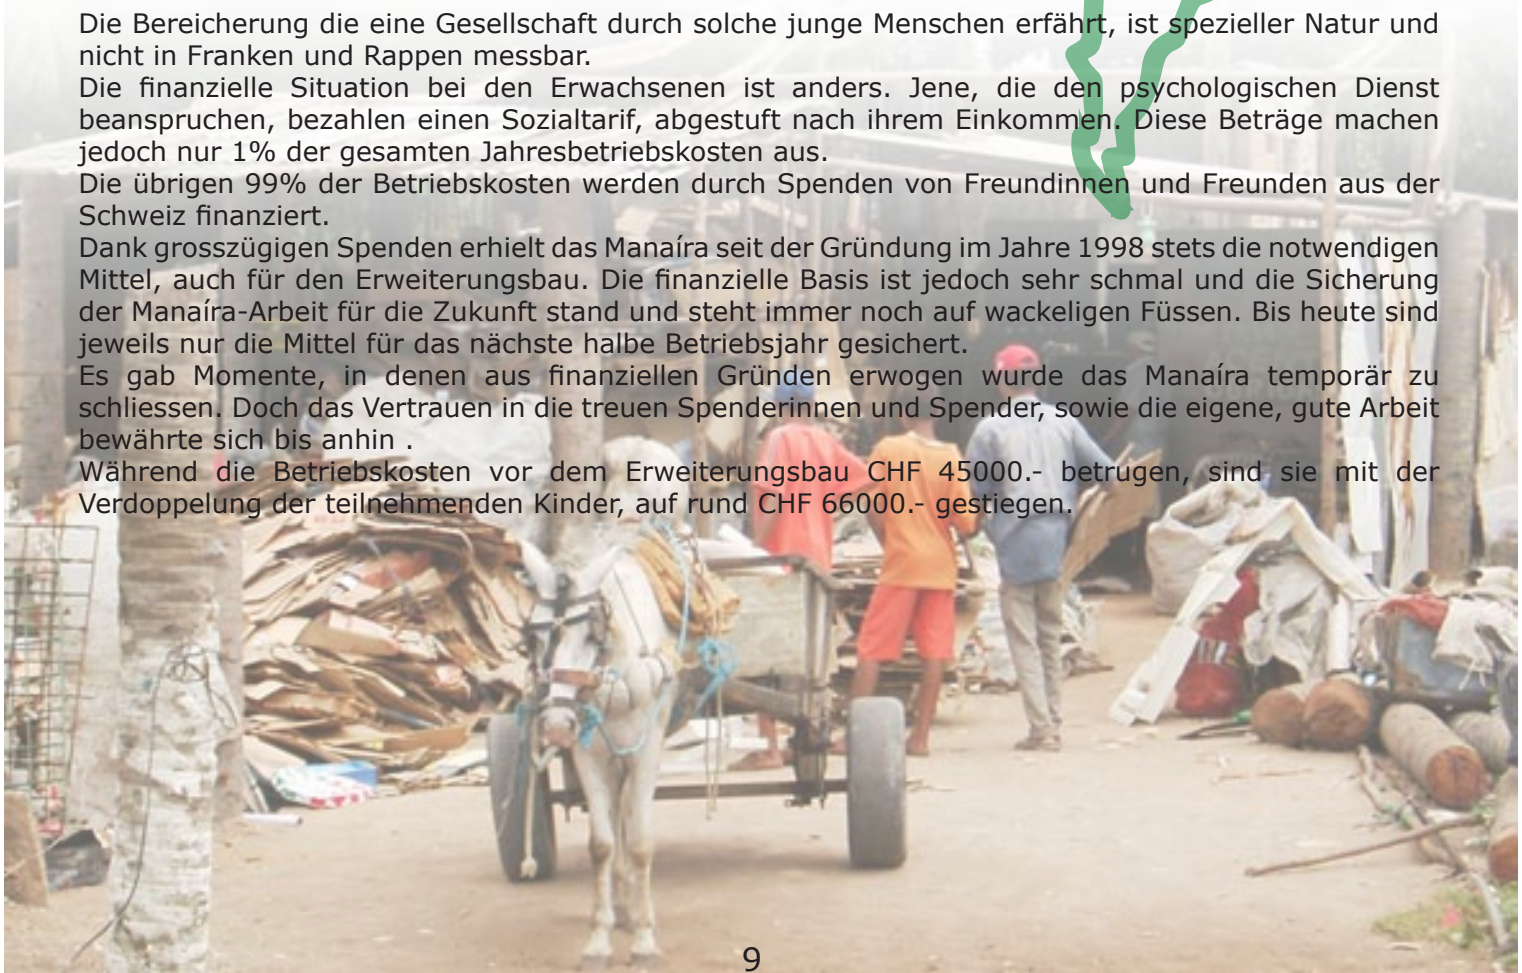 Die Bereicherung die eine Gesellschaft durch solche junge Menschen erfährt, ist spezieller Natur und
nicht in Franken und Rappen messbar.
Die finanzielle Situation bei den Erwachsenen ist anders. Jene, die den psychologischen Dienst
beanspruchen, bezahlen einen Sozialtarif, abgestuft nach ihrem Einkommen. Diese Beträge machen
jedoch nur 1% der gesamten Jahresbetriebskosten aus.
Die übrigen 99% der Betriebskosten werden durch Spenden von Freundinnen und Freunden aus der
Schweiz finanziert.
Dank grosszügigen Spenden erhielt das Manaíra seit der Gründung im Jahre 1998 stets die notwendigen
Mittel, auch für den Erweiterungsbau. Die finanzielle Basis ist jedoch sehr schmal und die Sicherung
der Manaíra-Arbeit für die Zukunft stand und steht immer noch auf wackeligen Füssen. Bis heute sind
jeweils nur die Mittel für das nächste halbe Betriebsjahr gesichert.
Es gab Momente, in denen aus finanziellen Gründen erwogen wurde das Manaíra temporär zu
schliessen. Doch das Vertrauen in die treuen Spenderinnen und Spender, sowie die eigene, gute Arbeit
bewährte sich bis anhin .
Während die Betriebskosten vor dem Erweiterungsbau CHF 45000.- betrugen, sind sie mit der
Verdoppelung der teilnehmenden Kinder, auf rund CHF 66000.- gestiegen.
9